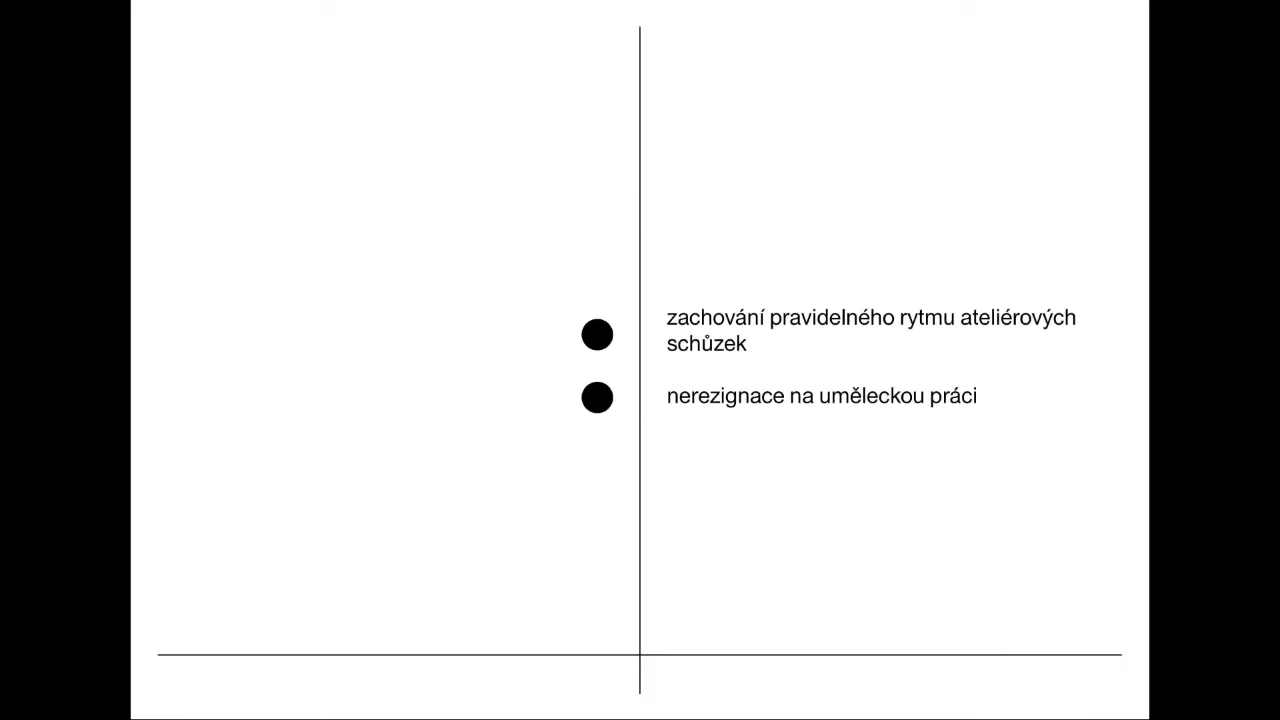 zachování pravidelného rytmu ateliérových
schůzek
nerezignace na uměleckou práci